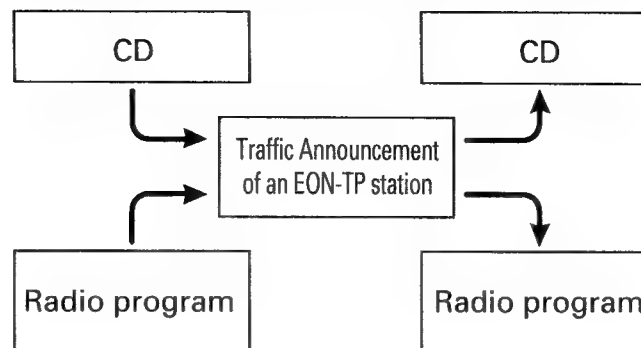 CD
CD
Traffic Announcement
of an EON-TP station
Radio program
Radio program